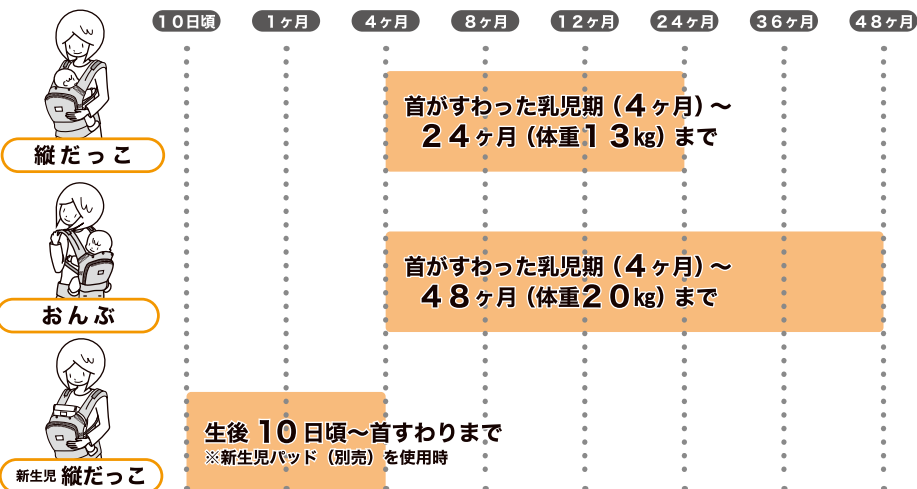 10日頃 1ヶ月 4ヶ月 8ヶ月 12ヶ月 24ヶ月 36ヶ月 48ヶ月
首がすわった乳児期(4ヶ月)～
24ヶ月(体重13kg)まで
縦だっこ
首がすわった乳児期(4ヶ月)～
48ヶ月(体重20kg)まで
おんぶ
生後10日頃～首すわりまで
※新生児パッド(別売)を使用時
新生児縦だっこ